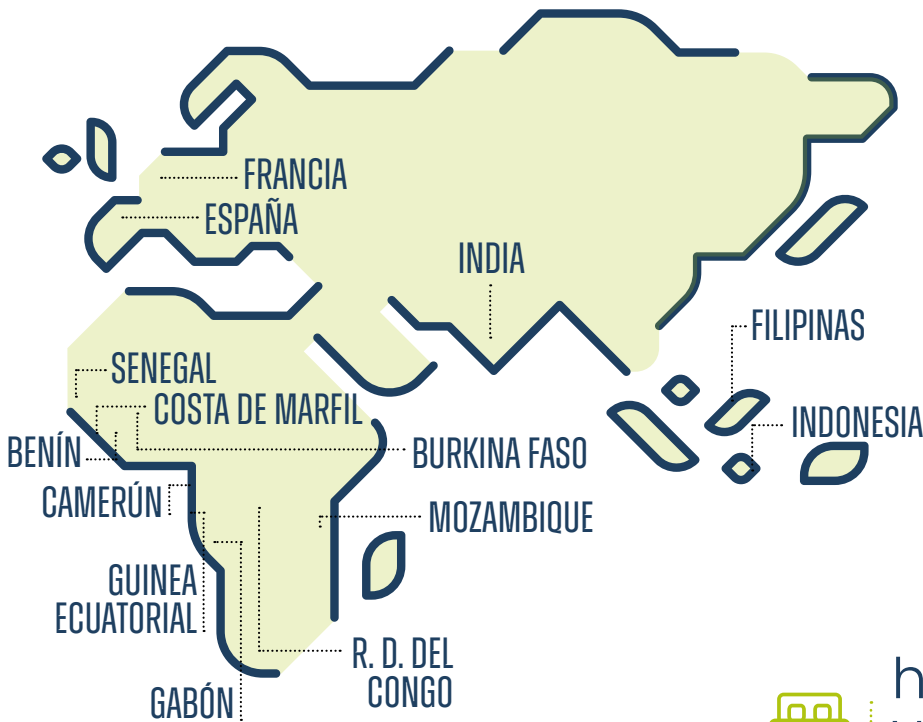 FRANCIA
ESPAÑA
INDIA
FILIPINAS
SENEGAL
COSTA DE MARFIL
INDONESIA
BENÍN
BURKINA FASO
CAMERÚN
MOZAMBIQUE
GUINEA
ECUATORIAL
R. D. DEL
CONGO
GABÓN
h